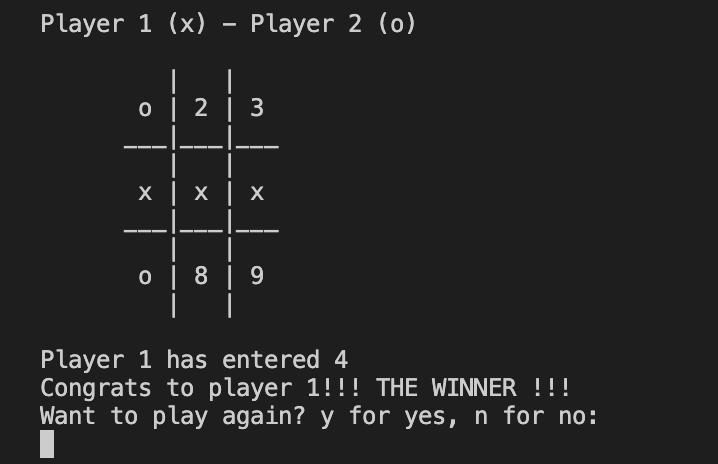 Player 1 (x) – Player 2 (o)
     |     |
  o  |  2  |  3
_____|_____|_____
     |     |
  x  |  x  |  x
_____|_____|_____
     |     |
  o  |  8  |  9
     |     |
Player 1 has entered 4
Congrats to player 1!!! THE WINNER !!!
Want to play again? y for yes, n for no: